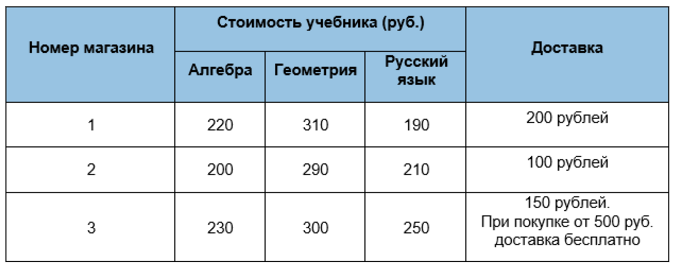 Номер магазина
Стоимость учебника (руб.)
Доставка
Алгебра
Геометрия
Русский
язык
1
220
310
190
200 рублей
2
200
290
210
100 рублей
3
230
300
250
150 рублей.
При покупке от 500 руб.
доставка бесплатно